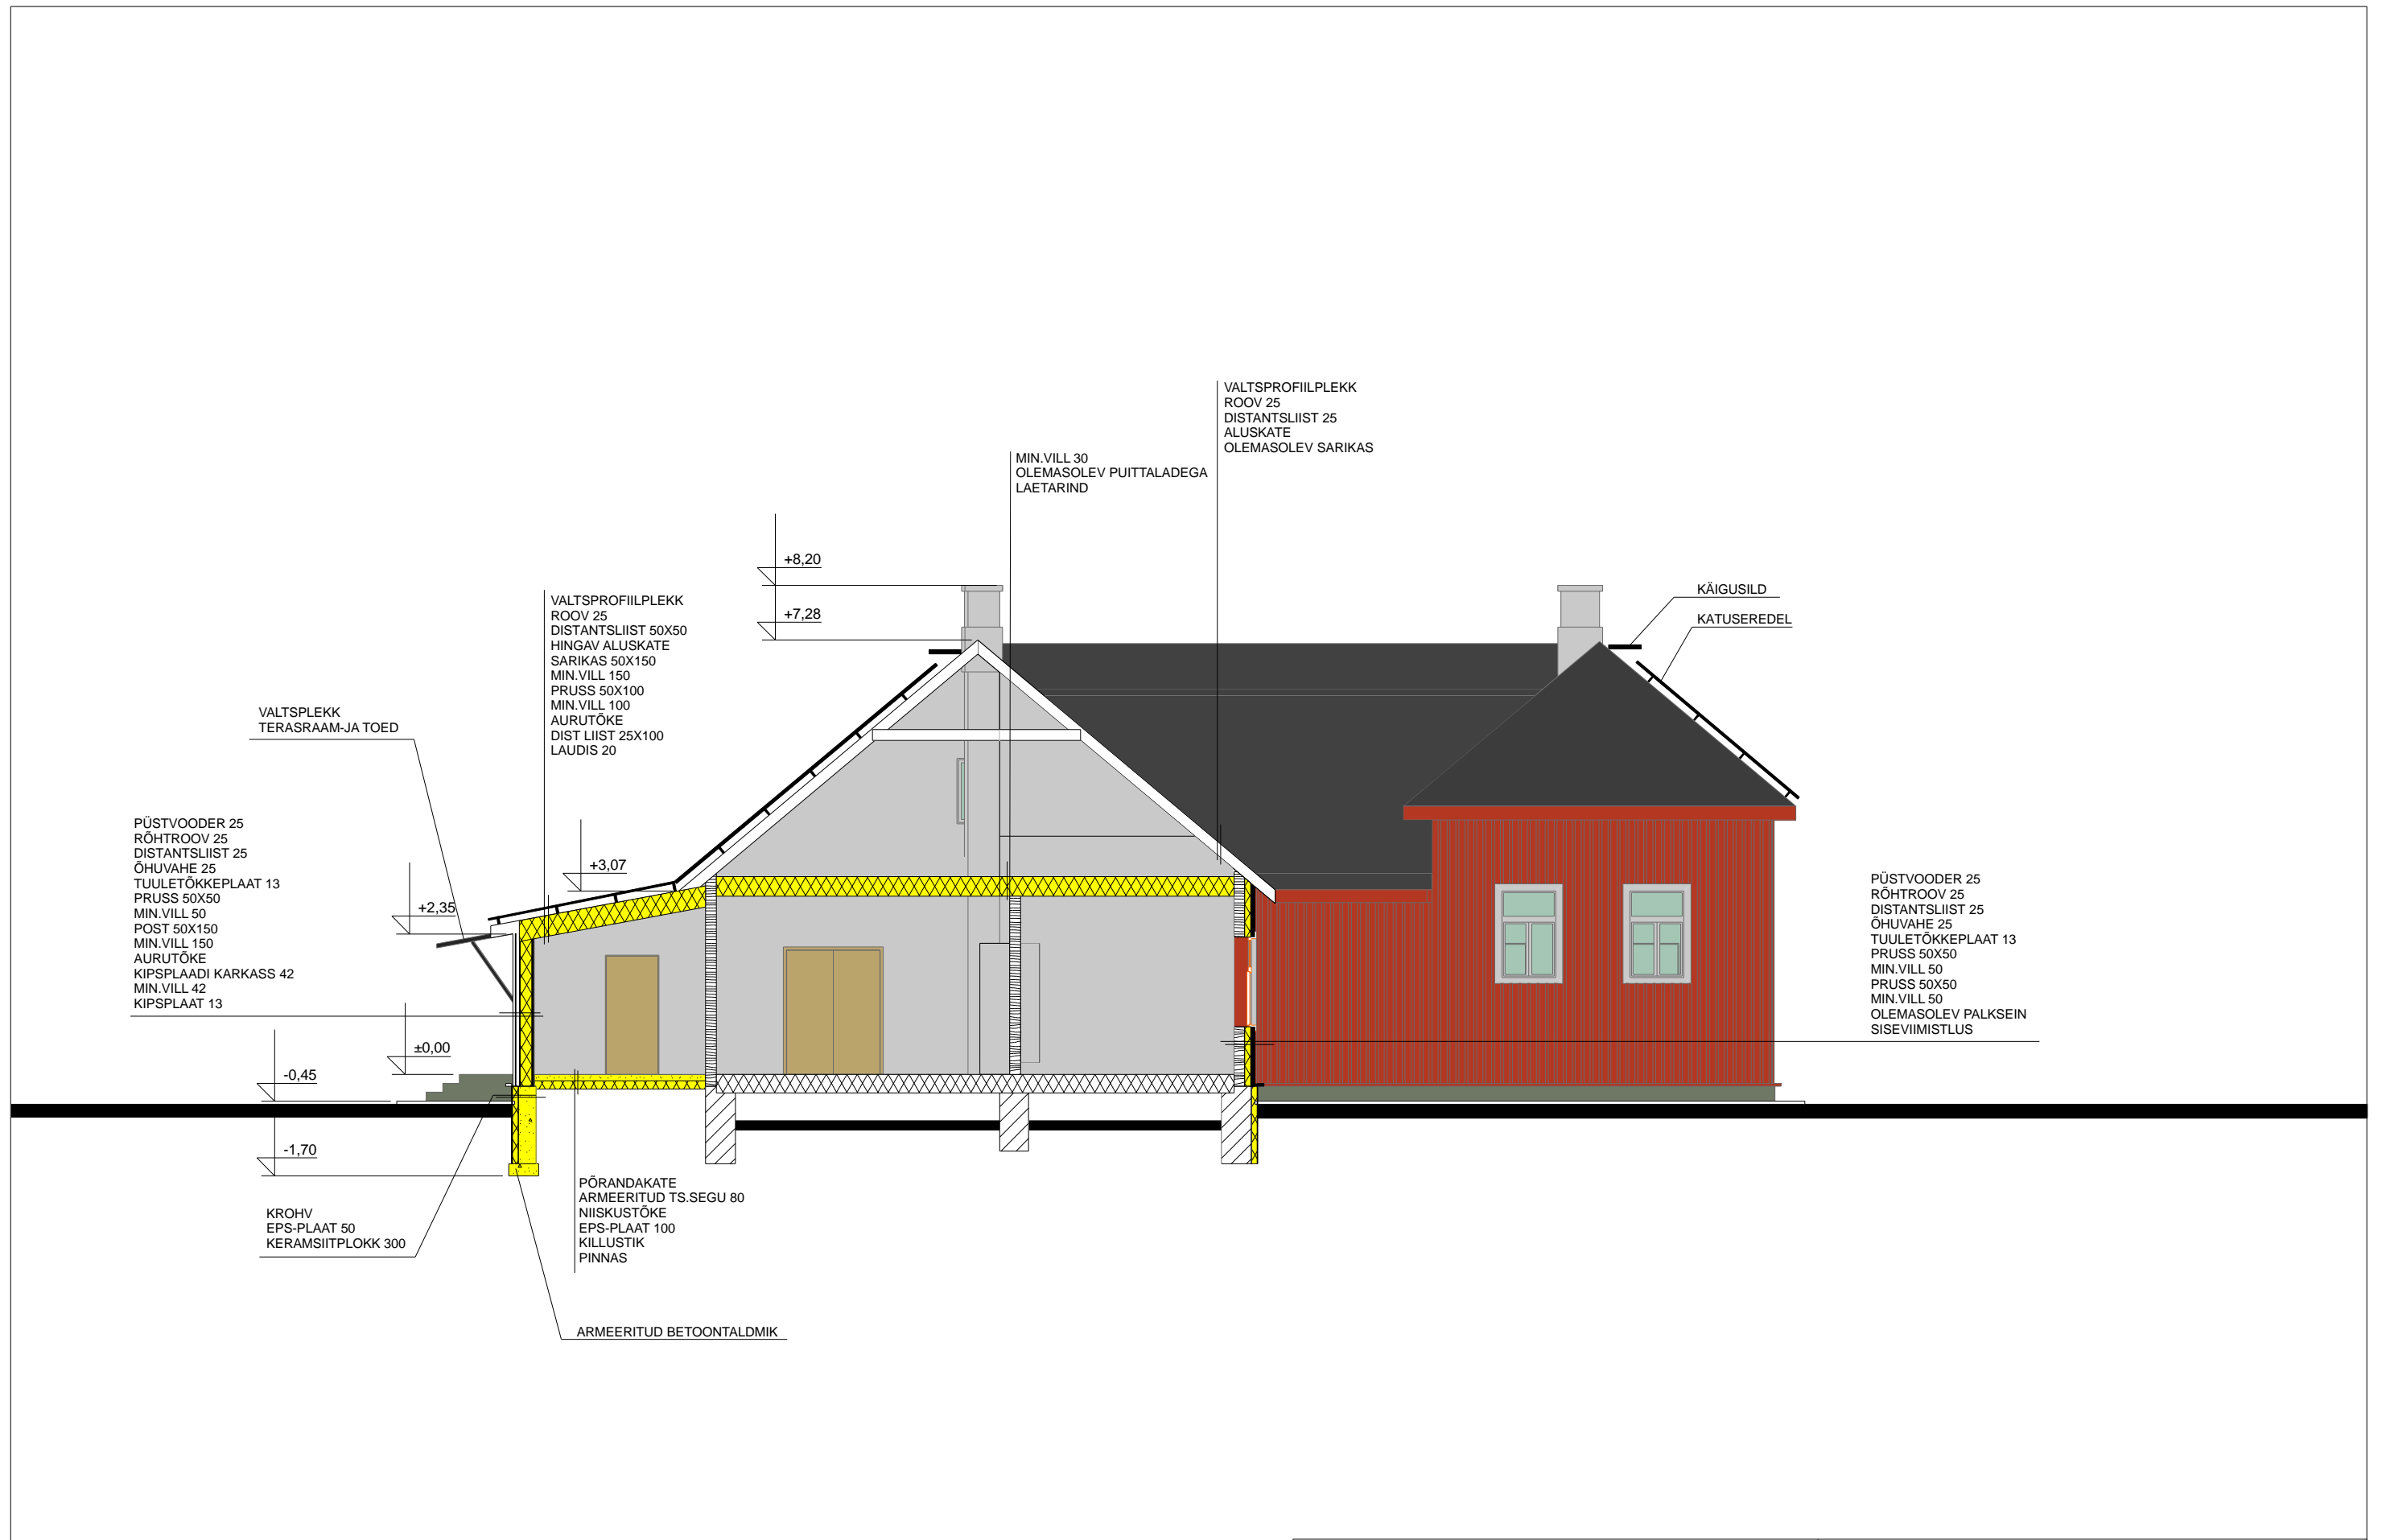 VALTSPROFIILPLEKK
ROOV 25
DISTANTSLIIST 25
ALUSKATE
OLEMASOLEV SARIKAS
MIN.VILL 30
OLEMASOLEV PUITTALADEGA
LAETARIND
+8,20
+7,28
KÄIGUSILD
KATUSEREDEL
VALTSPROFIILPLEKK
ROOV 25
DISTANTSLIIST 50X50
HINGAV ALUSKATE
SARIKAS 50X150
MIN.VILL 150
PRUSS 50X100
MIN.VILL 100
AURUTÕKE
DIST LIIST 25X100
LAUDIS 20
VALTSPLEKK
TERASRAAM-JA TOED
PÜSTVOODER 25
RÕHTROOV 25
DISTANTSLIIST 25
ÕHUVAHE 25
TUULETÕKKEPLAAT 13
PRUSS 50X50
MIN.VILL 50
POST 50X150
MIN.VILL 150
AURUTÕKE
KIPSPLAADI KARKASS 42
MIN.VILL 42
KIPSPLAAT 13
+3,07
+2,35
±0,00
-0,45
-1,70
PÜSTVOODER 25
RÕHTROOV 25
DISTANTSLIIST 25
ÕHUVAHE 25
TUULETÕKKEPLAAT 13
PRUSS 50X50
MIN.VILL 50
PRUSS 50X50
MIN.VILL 50
OLEMASOLEV PALKSEIN
SISEVIIMISTLUS
KROHV
EPS-PLAAT 50
KERAMSIITPLOKK 300
PÕRANDAKATE
ARMEERITUD TS.SEGU 80
NIISKUSTÕKE
EPS-PLAAT 100
KILLUSTIK
PINNAS
ARMEERITUD BETOONTALDMIK